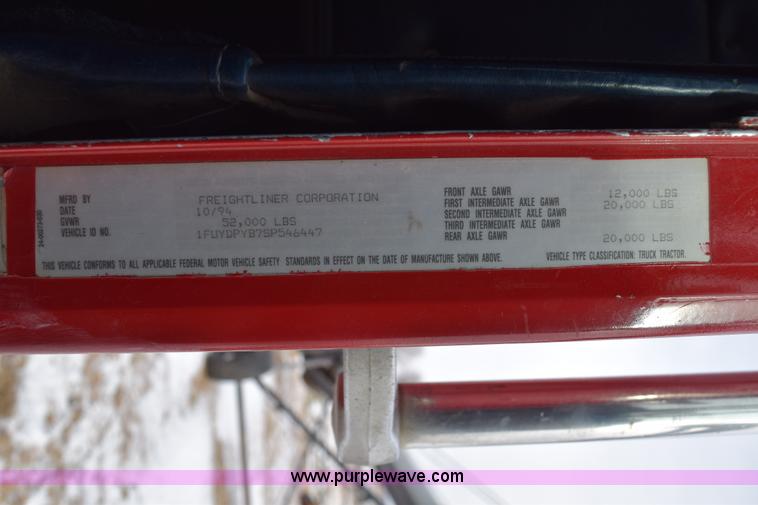 MFRD BY FREIGHTLINER CORPORATION
DATE 10/94
GVWR 52,000 LBS
VEHICLE ID NO. 1FUYDPYB7SP546447
FRONT AXLE GAWR 12,000 LBS
FIRST INTERMEDIATE AXLE GAWR 20,000 LBS
SECOND INTERMEDIATE AXLE GAWR
THIRD INTERMEDIATE AXLE GAWR
REAR AXLE GAWR 20,000 LBS
THIS VEHICLE CONFORMS TO ALL APPLICABLE FEDERAL MOTOR VEHICLE SAFETY STANDARDS IN EFFECT ON THE DATE OF MANUFACTURE SHOWN ABOVE. VEHICLE TYPE CLASSIFICATION: TRUCK TRACTOR.
www.purplewave.com